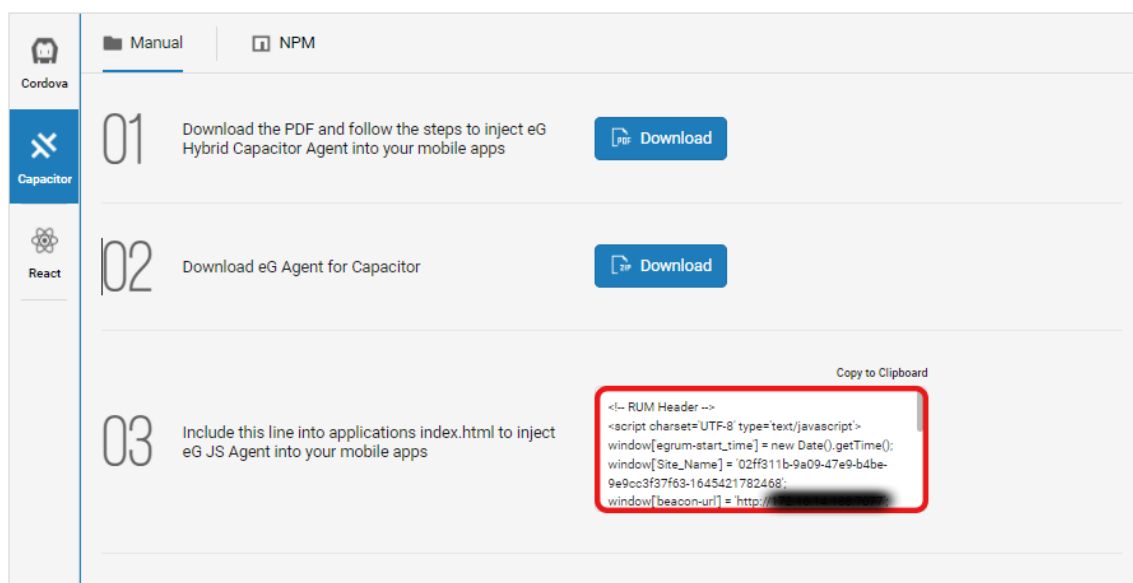 Manual
NPM
Cordova
Capacitor
React
01
Download the PDF and follow the steps to inject eG
Hybrid Capacitor Agent into your mobile apps
PDF Download
02
Download eG Agent for Capacitor
ZIP Download
03
Include this line into applications index.html to inject
eG JS Agent into your mobile apps
Copy to Clipboard
<!-- RUM Header -->
<script charset='UTF-8' type='text/javascript'>
window['egrum-start_time'] = new Date().getTime();
window['Site_Name'] = '02ff311b-9a09-47e9-b4be-
9e9cc3f37f63-1645421782468';
window['beacon-url'] = 'http://